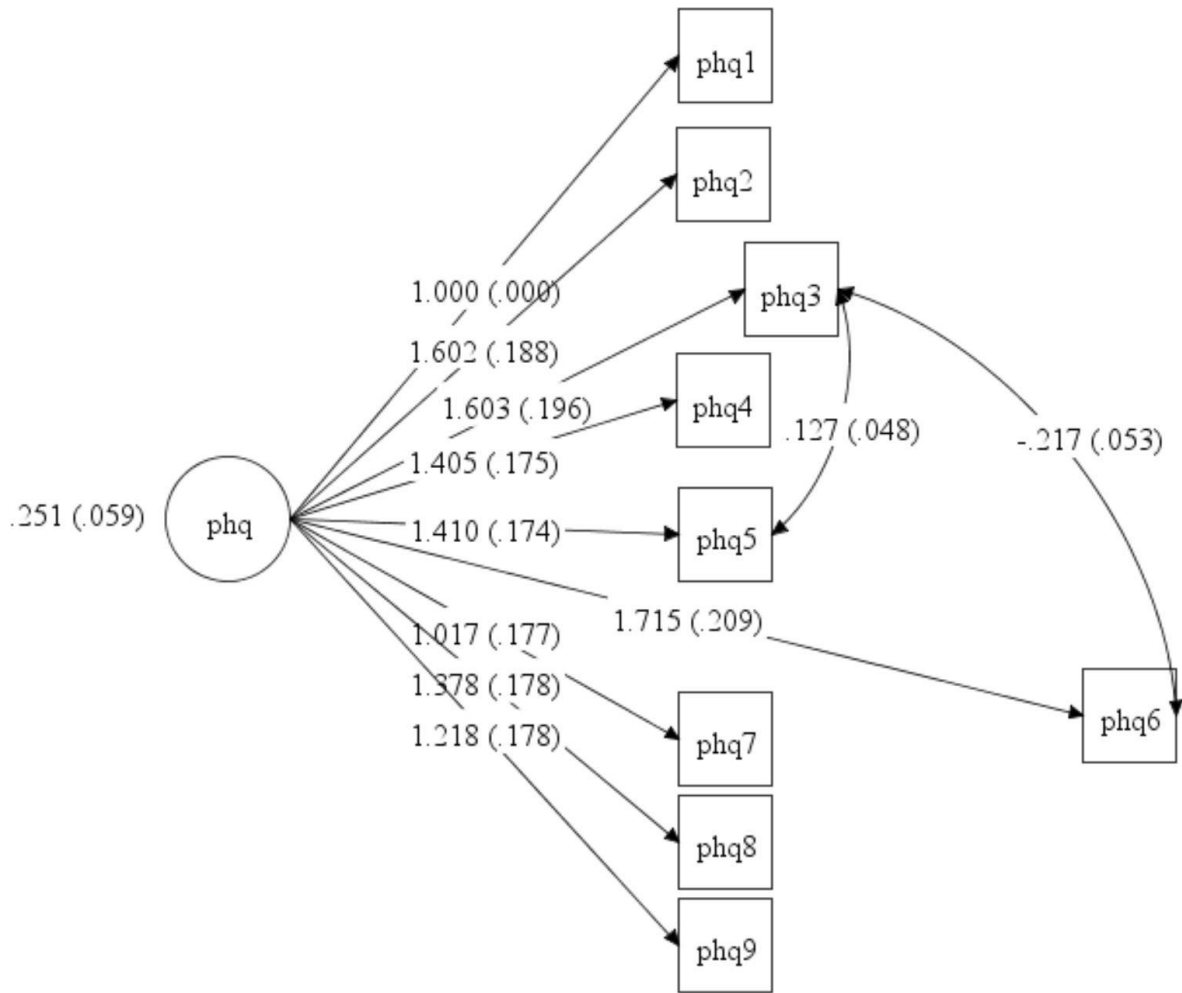 phq1
phq2
1.000 (.000)
phq3
1.602 (.188)
1.603 (.196)
phq4
.127 (.048)
-.217 (.053)
1.405 (.175)
.251 (.059)
phq
1.410 (.174)
phq5
1.715 (.209)
1.017 (.177)
1.378 (.178)
phq6
1.218 (.178)
phq7
phq8
phq9